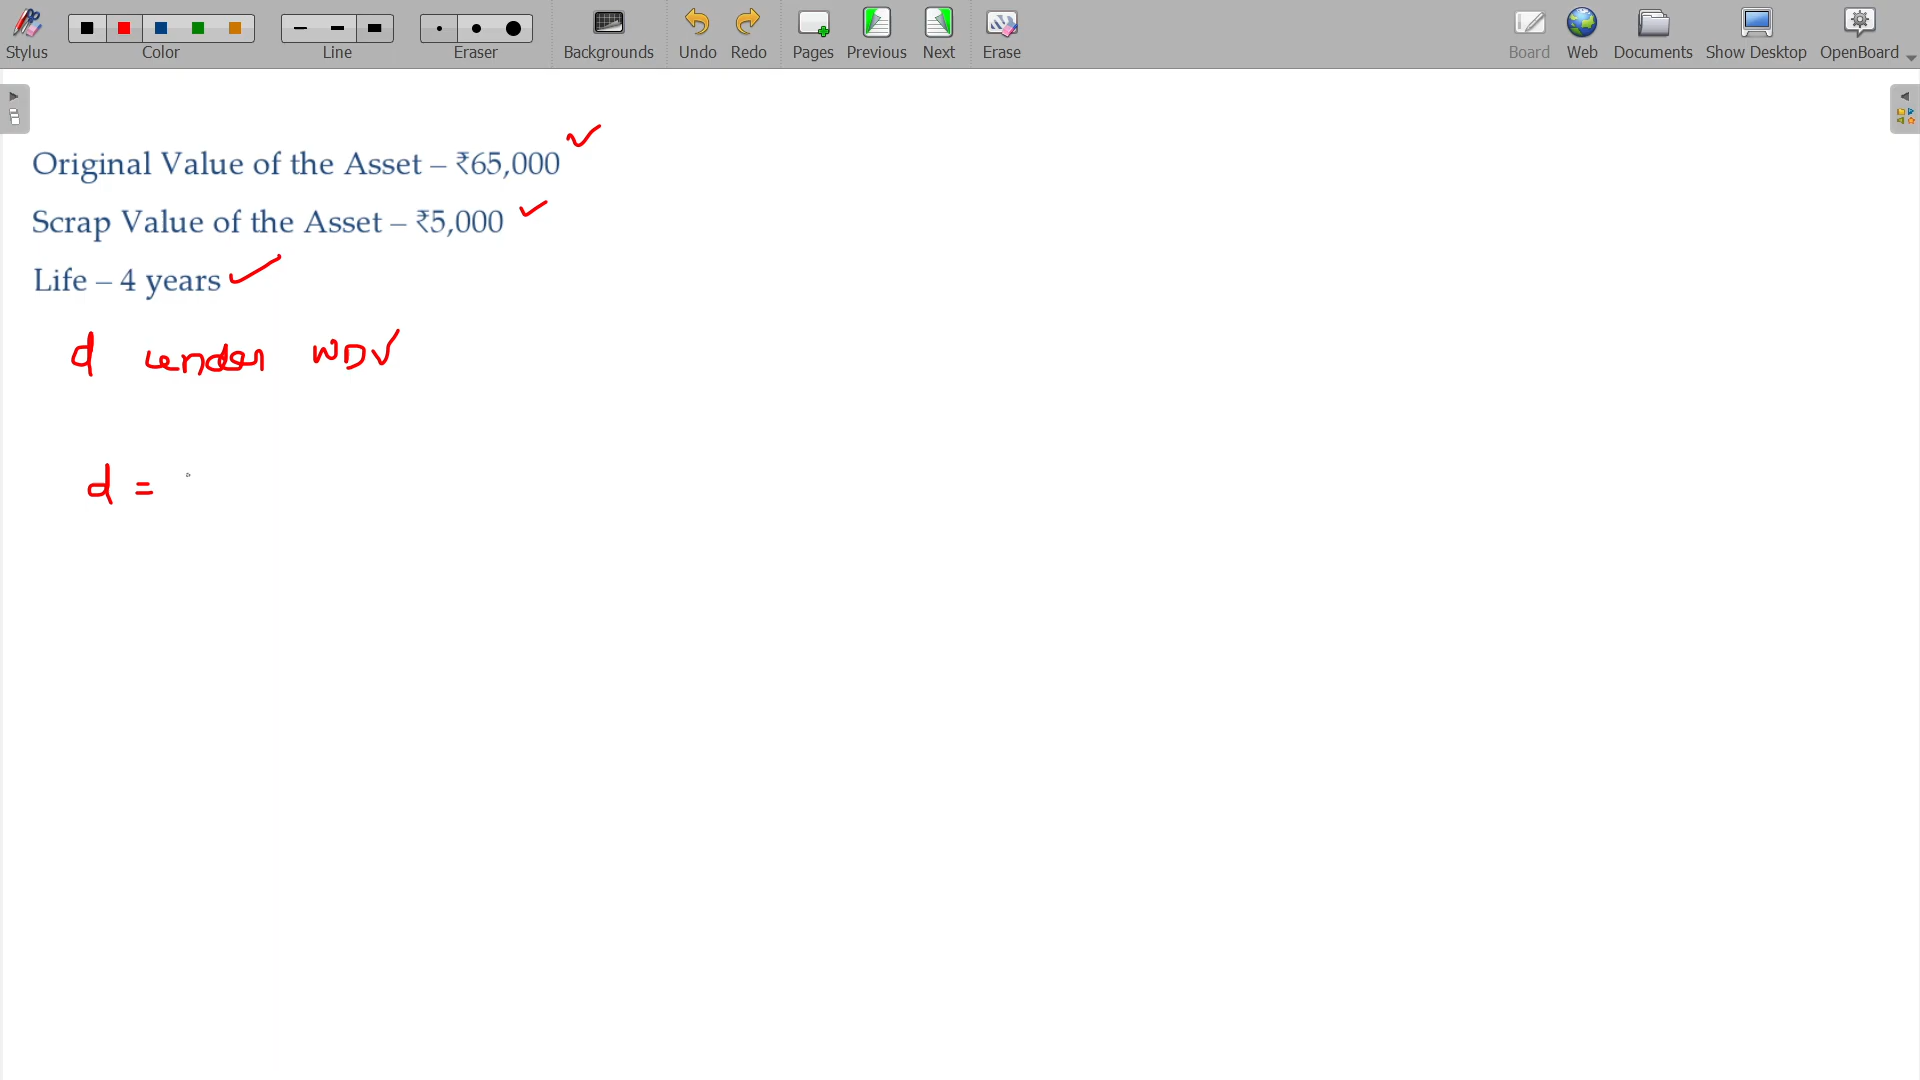 Stylus Color Line Eraser Backgrounds Undo Redo Pages Previous Next Erase Board Web Documents Show Desktop OpenBoard
Original Value of the Asset – ₹65,000
Scrap Value of the Asset – ₹5,000
Life – 4 years
d under WDV
d =